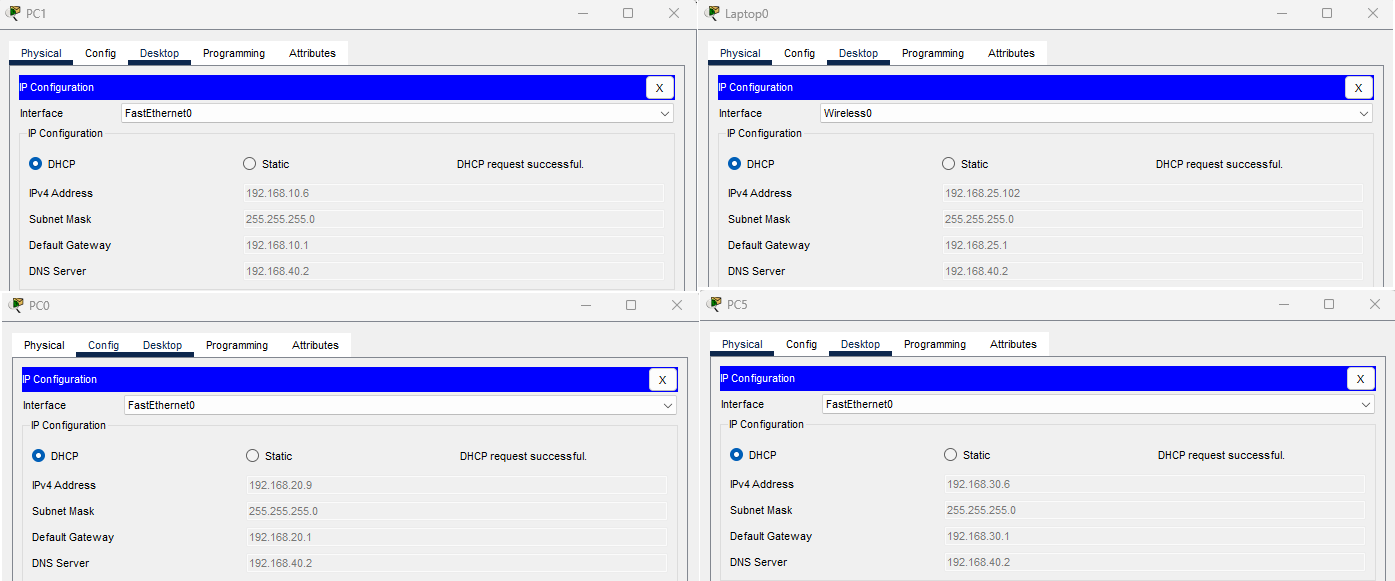 PC1
Physical Config Desktop Programming Attributes
IP Configuration X
Interface FastEthernet0
IP Configuration
DHCP Static DHCP request successful.
IPv4 Address 192.168.10.6
Subnet Mask 255.255.255.0
Default Gateway 192.168.10.1
DNS Server 192.168.40.2
Laptop0
Physical Config Desktop Programming Attributes
IP Configuration X
Interface Wireless0
IP Configuration
DHCP Static DHCP request successful.
IPv4 Address 192.168.25.102
Subnet Mask 255.255.255.0
Default Gateway 192.168.25.1
DNS Server 192.168.40.2
PC0
Physical Config Desktop Programming Attributes
IP Configuration X
Interface FastEthernet0
IP Configuration
DHCP Static DHCP request successful.
IPv4 Address 192.168.20.9
Subnet Mask 255.255.255.0
Default Gateway 192.168.20.1
DNS Server 192.168.40.2
PC5
Physical Config Desktop Programming Attributes
IP Configuration X
Interface FastEthernet0
IP Configuration
DHCP Static DHCP request successful.
IPv4 Address 192.168.30.6
Subnet Mask 255.255.255.0
Default Gateway 192.168.30.1
DNS Server 192.168.40.2